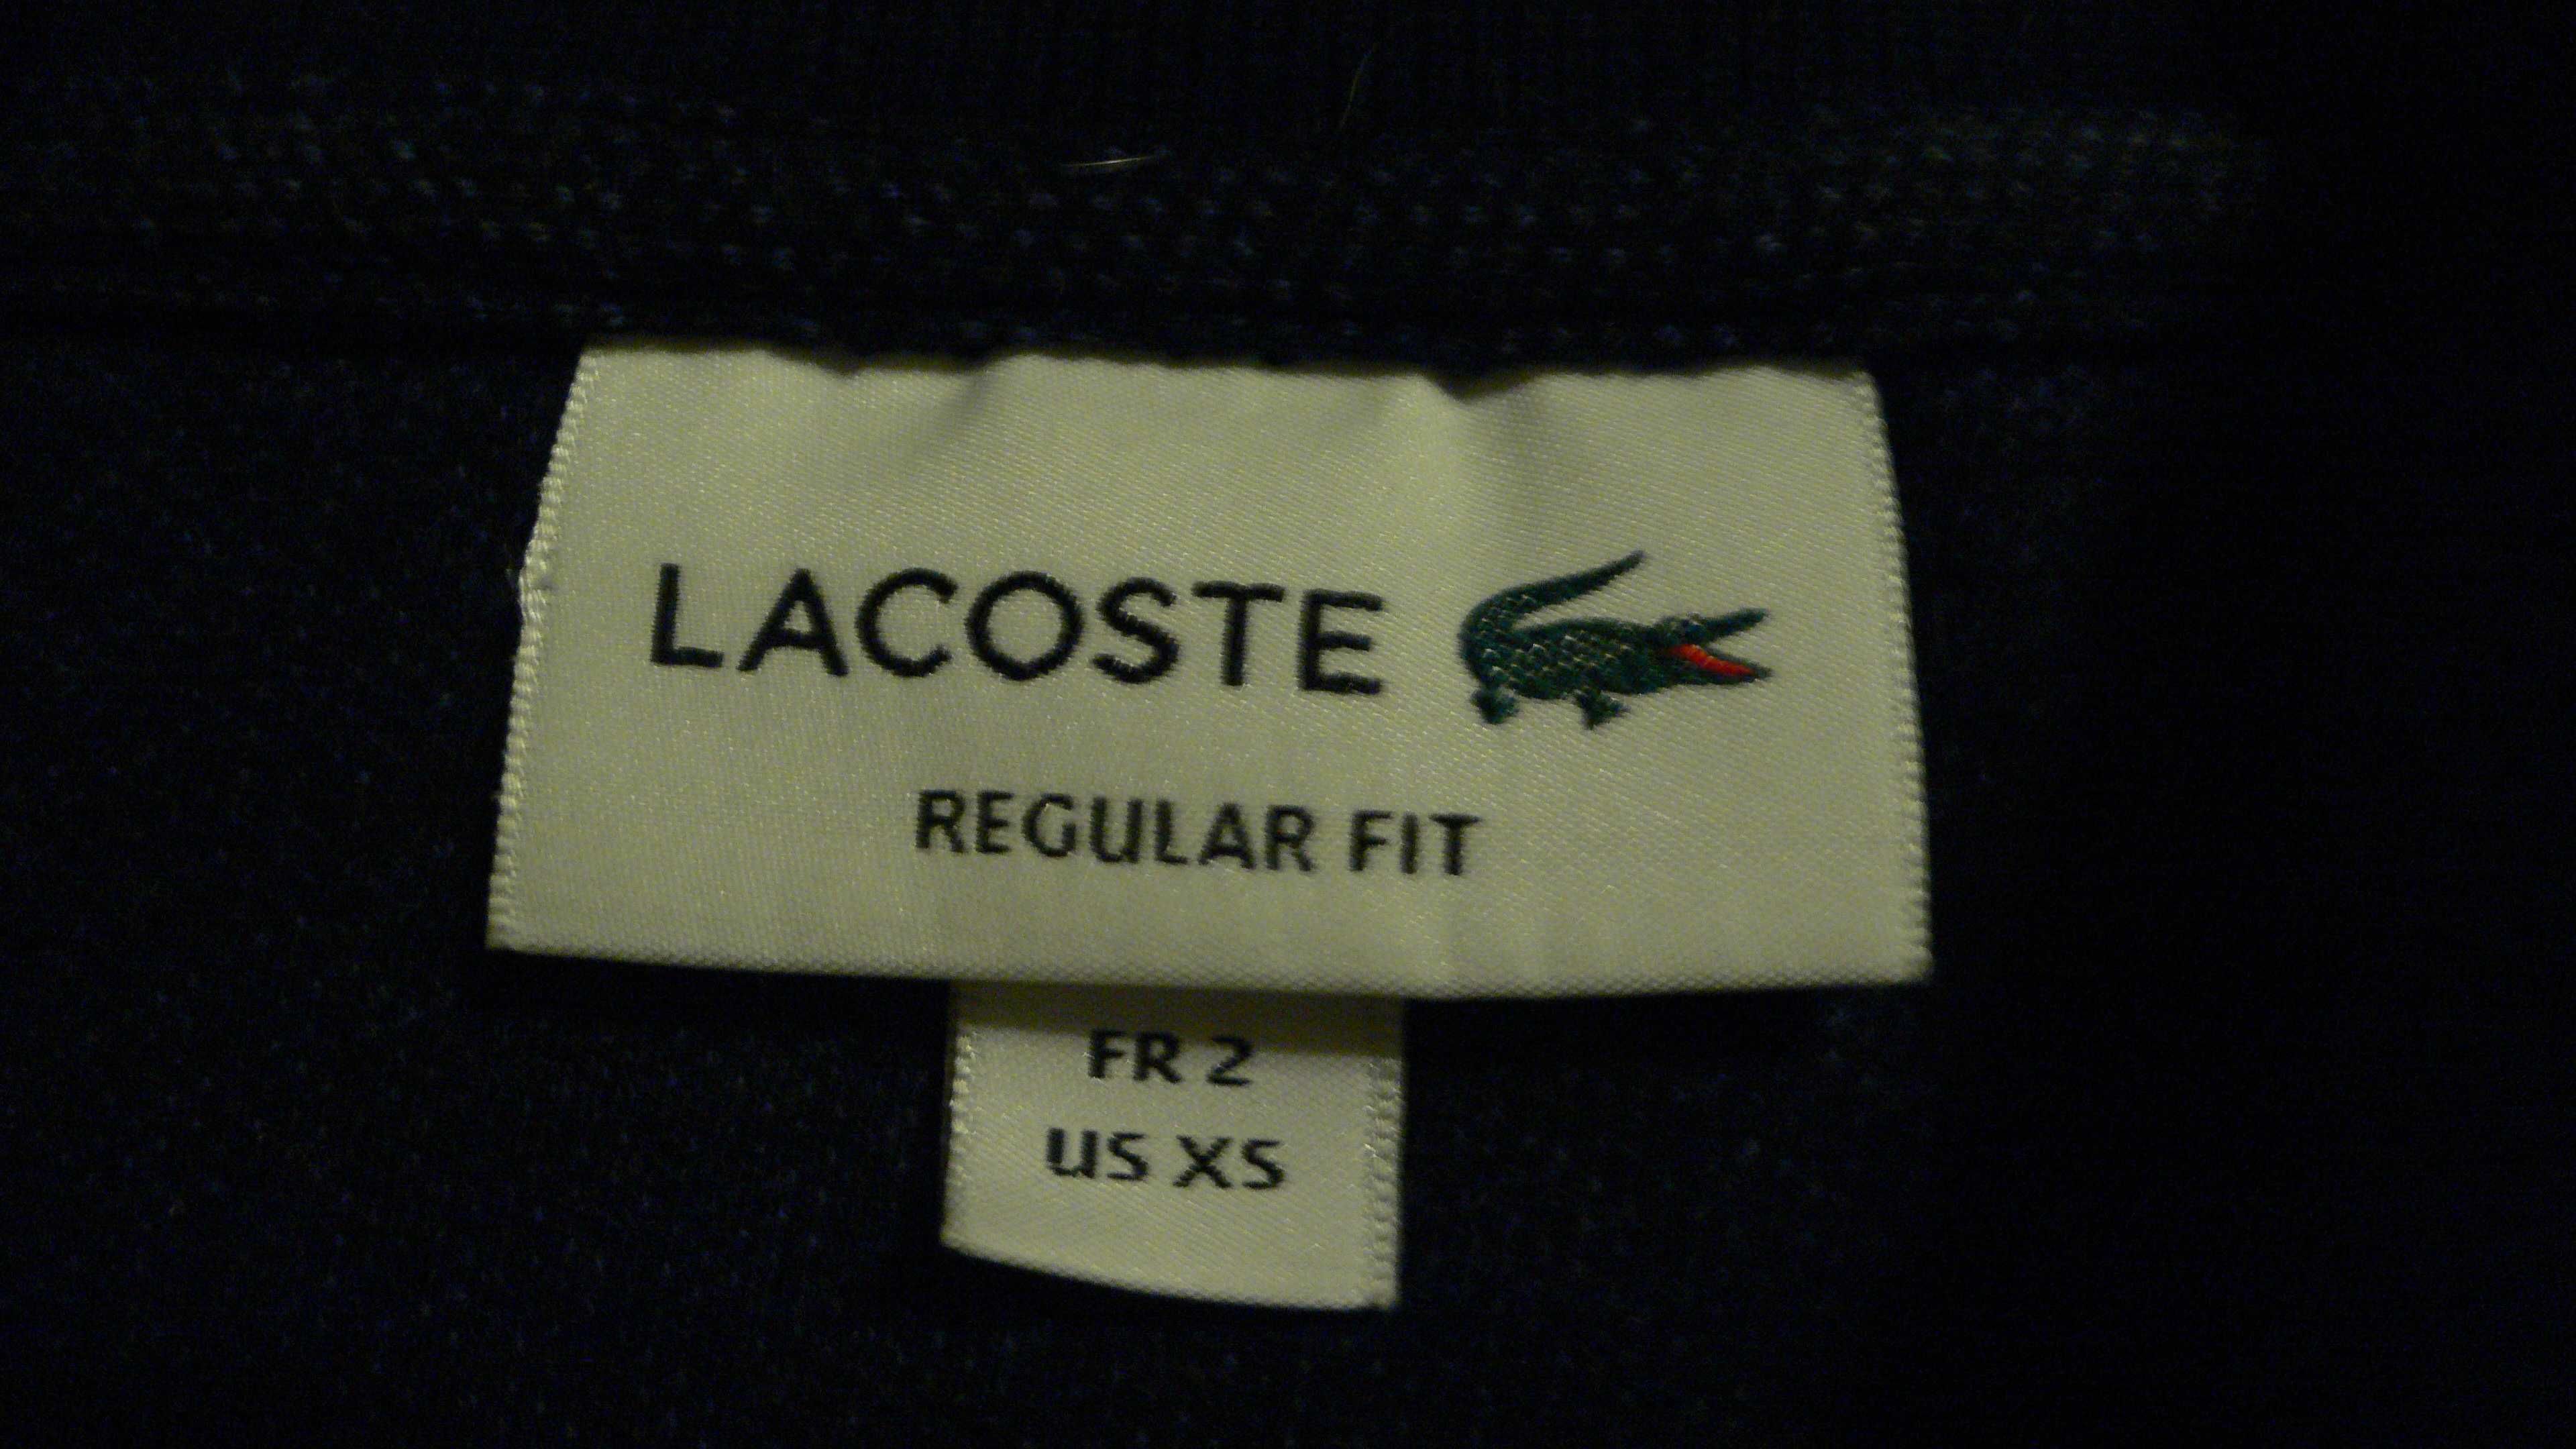 LACOSTE
REGULAR FIT
FR 2
US XS